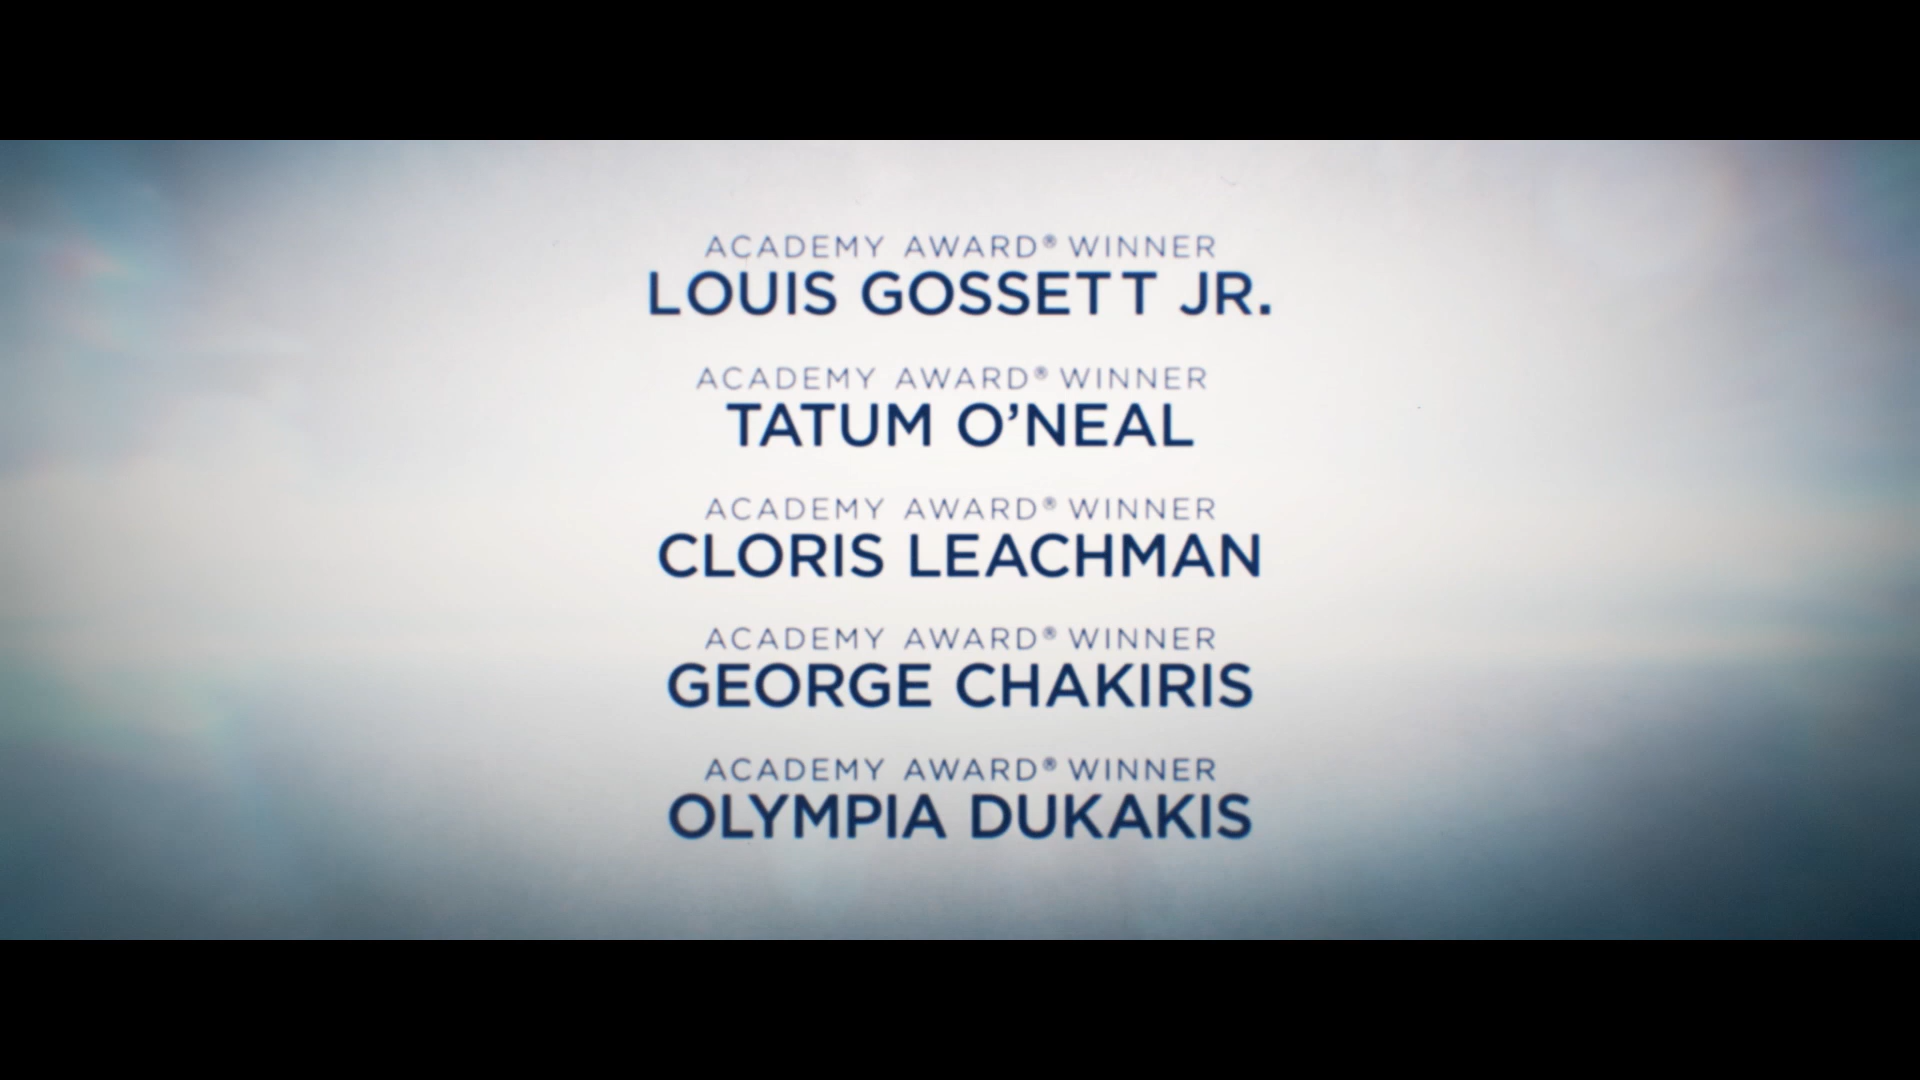 ACADEMY AWARD® WINNER
LOUIS GOSSETT JR.
ACADEMY AWARD® WINNER
TATUM O’NEAL
ACADEMY AWARD® WINNER
CLORIS LEACHMAN
ACADEMY AWARD® WINNER
GEORGE CHAKIRIS
ACADEMY AWARD® WINNER
OLYMPIA DUKAKIS